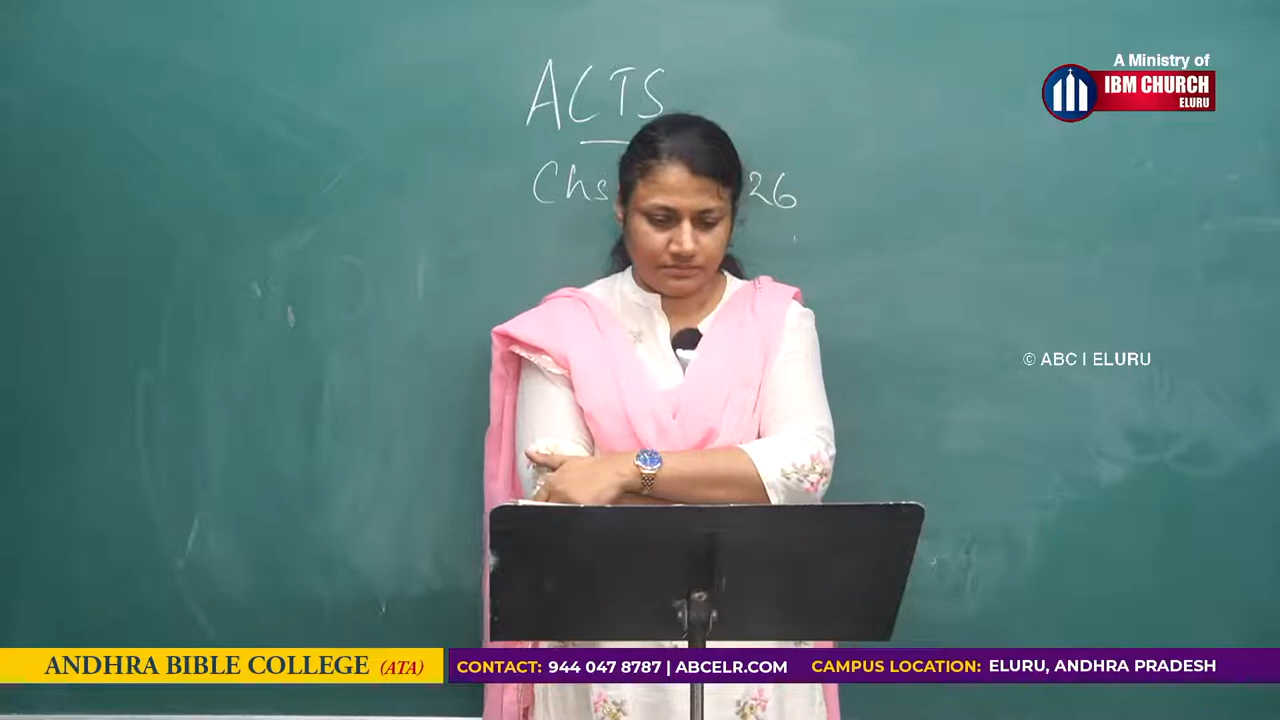 A Ministry of
IBM CHURCH
ELURU
ACTS
Chs 26
© ABC | ELURU
ANDHRA BIBLE COLLEGE (ATA)
CONTACT: 944 047 8787 | ABCELR.COM CAMPUS LOCATION: ELURU, ANDHRA PRADESH